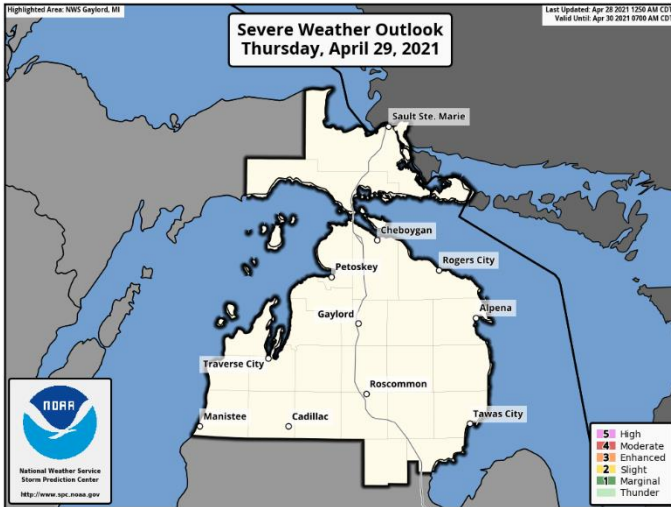 Highlighted Area: NWS Gaylord, MI
Last Updated: Apr 28 2021 1250 AM CDT
Valid Until: Apr 30 2021 0700 AM CDT
Severe Weather Outlook
Thursday, April 29, 2021
Sault Ste. Marie
Cheboygan
Rogers City
Petoskey
Alpena
Gaylord
Traverse City
Roscommon
Manistee
Cadillac
Tawas City
NOAA
National Weather Service
Storm Prediction Center
http://www.spc.noaa.gov
5 High
4 Moderate
3 Enhanced
2 Slight
1 Marginal
Thunder